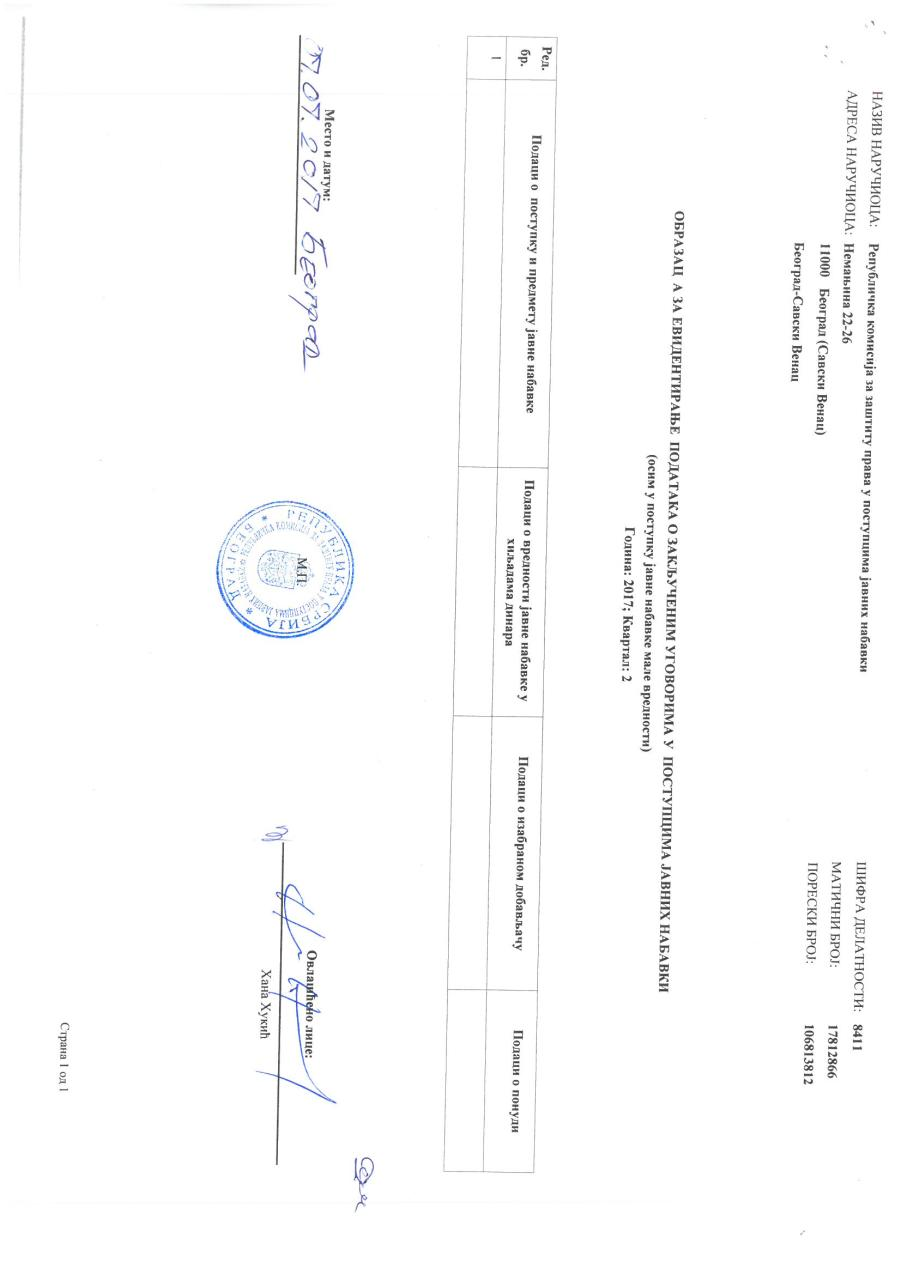 НАЗИВ НАРУЧИОЦА: Републичка комисија за заштиту права у поступцима јавних набавки
АДРЕСА НАРУЧИОЦА: Немањина 22-26
11000 Београд (Савски Венац)
Београд-Савски Венац
ШИФРА ДЕЛАТНОСТИ: 8411
МАТИЧНИ БРОЈ: 17812866
ПОРЕСКИ БРОЈ: 106813812
ОБРАЗАЦ А ЗА ЕВИДЕНТИРАЊЕ ПОДАТАКА О ЗАКЉУЧЕНИМ УГОВОРИМА У ПОСТУПЦИМА ЈАВНИХ НАБАВКИ
(осим у поступку јавне набавке мале вредности)
Година: 2017; Квартал: 2
Ред. бр.
Подаци о поступку и предмету јавне набавке
Подаци о вредности јавне набавке у
хиљадама динара
Подаци о изабраном добављачу
Подаци о понуди
1
Место и датум:
07. 2017 Београд
М.П.
РЕПУБЛИКА СРБИЈА
БЕОГРАД
Овлашћено лице:
Хана Хукић
Страна 1 од 1